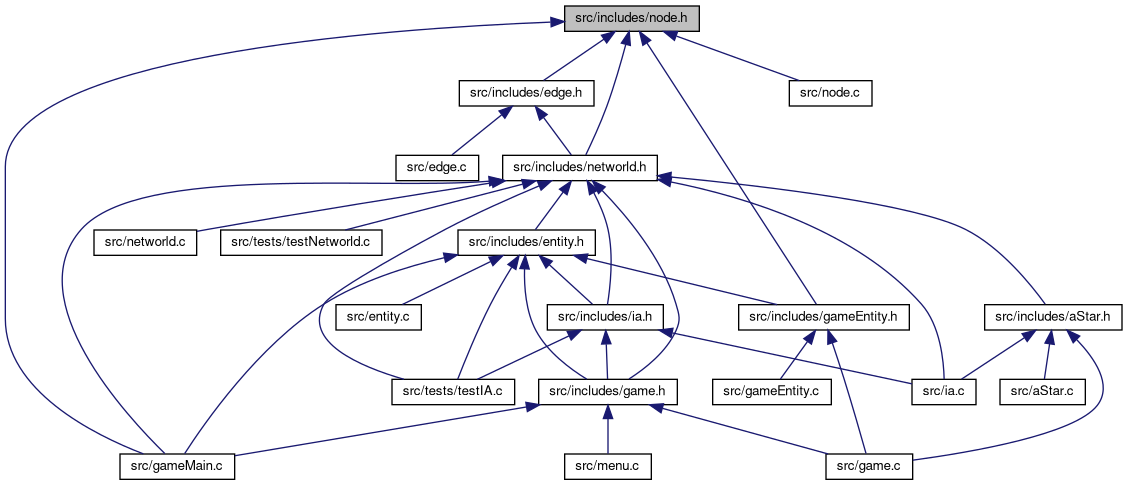 src/includes/node.h
src/includes/edge.h
src/node.c
src/edge.c
src/includes/networld.h
src/networld.c
src/tests/testNetworld.c
src/includes/entity.h
src/entity.c
src/includes/ia.h
src/includes/gameEntity.h
src/includes/aStar.h
src/tests/testIA.c
src/includes/game.h
src/gameEntity.c
src/ia.c
src/aStar.c
src/gameMain.c
src/menu.c
src/game.c